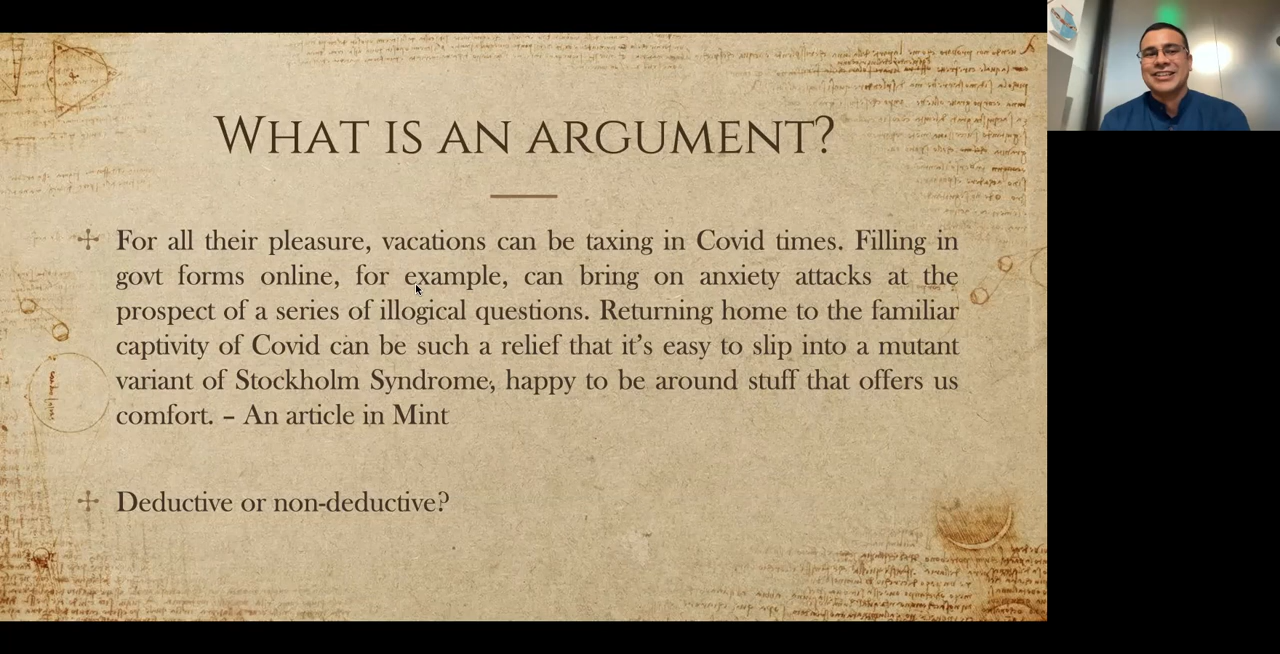 WHAT IS AN ARGUMENT?
For all their pleasure, vacations can be taxing in Covid times. Filling in
govt forms online, for example, can bring on anxiety attacks at the
prospect of a series of illogical questions. Returning home to the familiar
captivity of Covid can be such a relief that it’s easy to slip into a mutant
variant of Stockholm Syndrome, happy to be around stuff that offers us
comfort. – An article in Mint
Deductive or non-deductive?